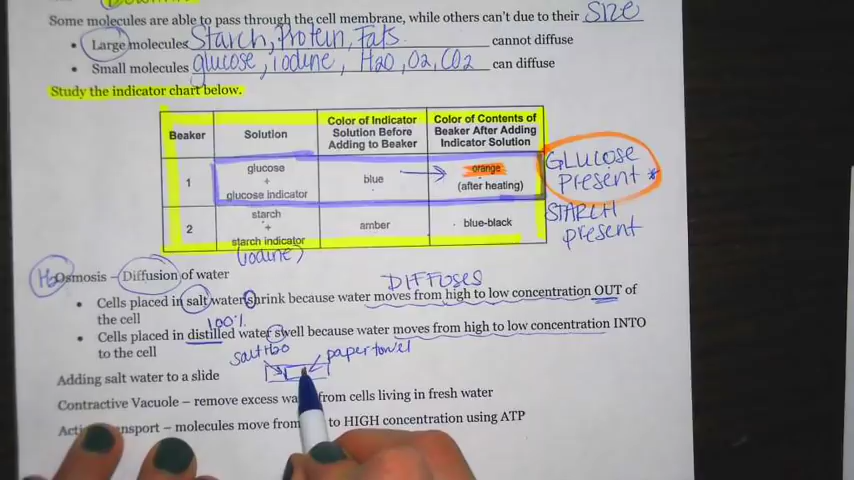 Some molecules are able to pass through the cell membrane, while others can't due to their Size
Large molecules Starch, Protein, Fats cannot diffuse
Small molecules glucose, iodine, H2O, O2, CO2 can diffuse
Study the indicator chart below.
Beaker Solution Color of Indicator Solution Before Adding to Beaker Color of Contents of Beaker After Adding Indicator Solution
1 glucose + glucose indicator blue orange (after heating) GLUCOSE Present *
2 starch + starch indicator (iodine) amber blue-black STARCH present
H2O Osmosis – Diffusion of water
DIFFUSES
Cells placed in salt water shrink because water moves from high to low concentration OUT of
the cell 100%
Cells placed in distilled water swell because water moves from high to low concentration INTO
to the cell
salt H2O paper towel
Adding salt water to a slide
Contractive Vacuole – remove excess from cells living in fresh water
molecules move from to HIGH concentration using ATP